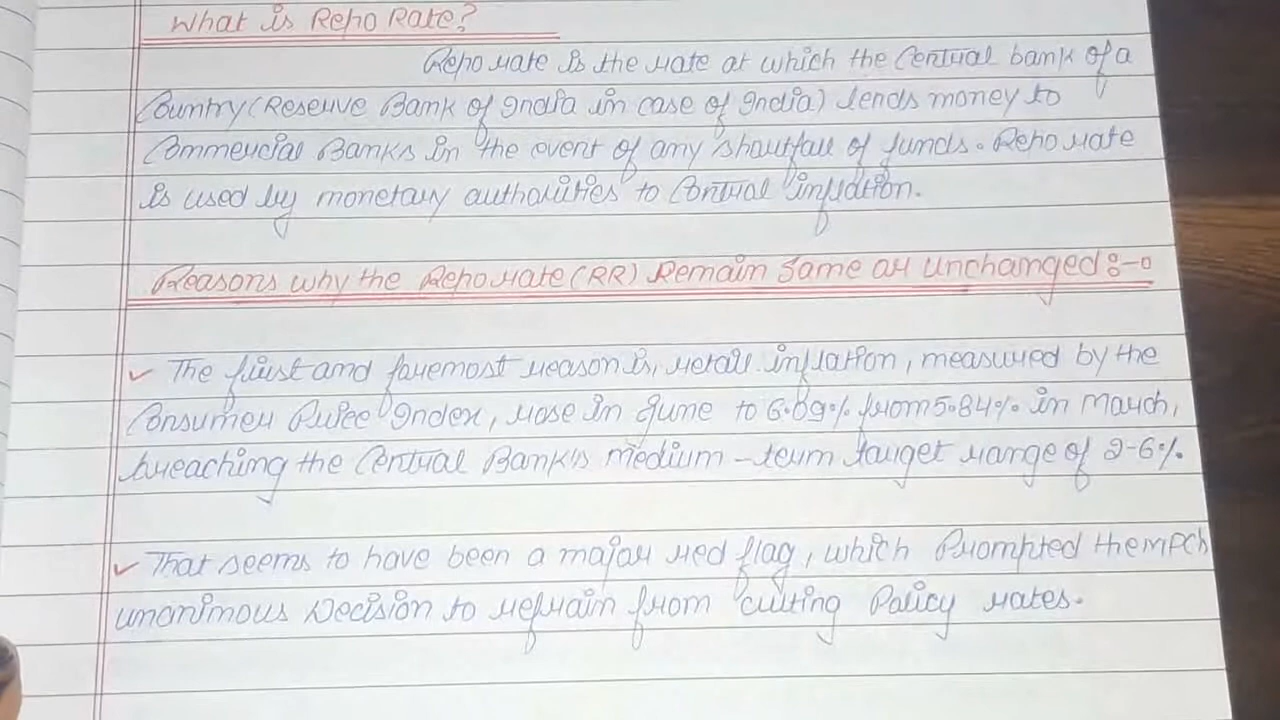 What is Repo Rate?
Repo rate is the rate at which the Central bank of a
Country (Reserve Bank of India in case of India) lends money to
Commercial Banks in the event of any shortfall of funds. Repo rate
is used by monetary authorities to Control inflation.
Reasons why the Repo rate (RR) Remain Same or unchanged :-
✓ The first and foremost reason is, retail inflation, measured by the
Consumer Price Index, rose in June to 6.09% from 5.84% in March,
breaching the Central Bank's medium-term target range of 2-6%.
✓ That seems to have been a major red flag, which Prompted the MPC's
unanimous Decision to refrain from cutting Policy rates.